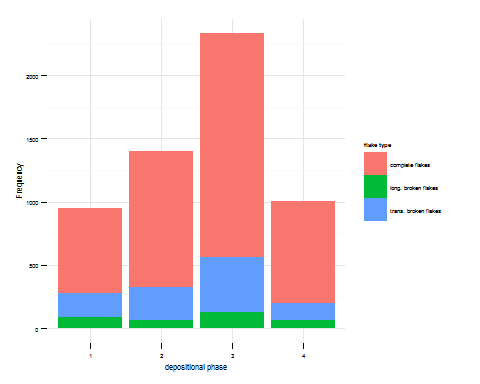 2000
1500
1000
500
0
Frequency
1
2
3
4
depositional phase
flake type
complete flakes
long. broken flakes
trans. broken flakes